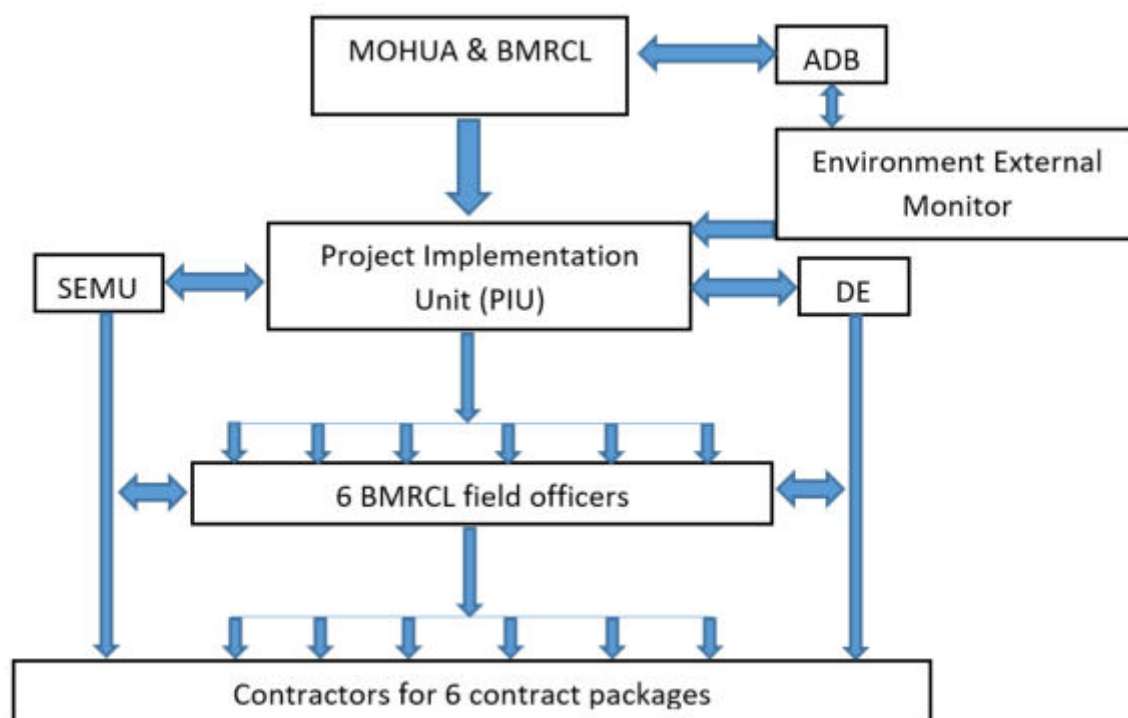 MOHUA & BMRCL
ADB
Environment External
Monitor
Project Implementation
Unit (PIU)
SEMU
DE
6 BMRCL field officers
Contractors for 6 contract packages